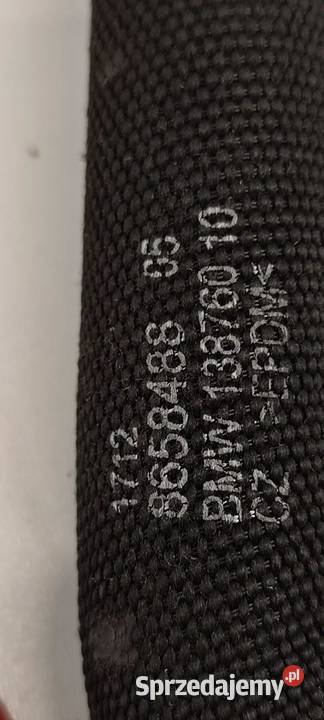 1712
8658488 05
BMW 138760 10
CZ >EPDM<
Sprzedajemy.pl